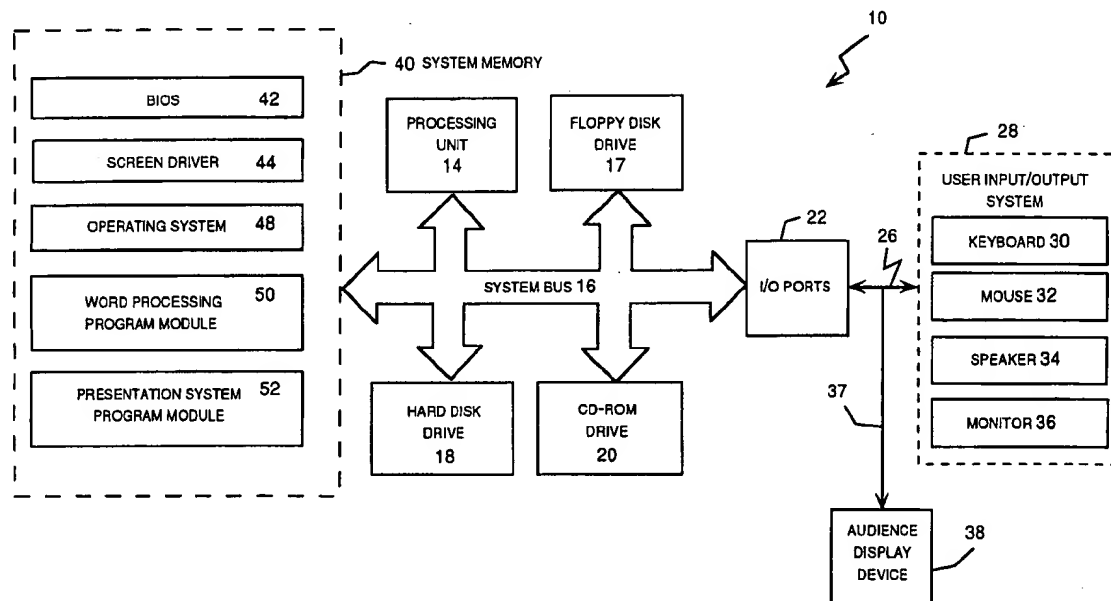 10
40 SYSTEM MEMORY
BIOS 42
SCREEN DRIVER 44
OPERATING SYSTEM 48
WORD PROCESSING
PROGRAM MODULE
50
PRESENTATION SYSTEM
PROGRAM MODULE
52
PROCESSING
UNIT
14
FLOPPY DISK
DRIVE
17
SYSTEM BUS 16
HARD DISK
DRIVE
18
CD-ROM
DRIVE
20
22
I/O PORTS
26
28
USER INPUT/OUTPUT
SYSTEM
KEYBOARD 30
MOUSE 32
SPEAKER 34
MONITOR 36
37
AUDIENCE
DISPLAY
DEVICE
38